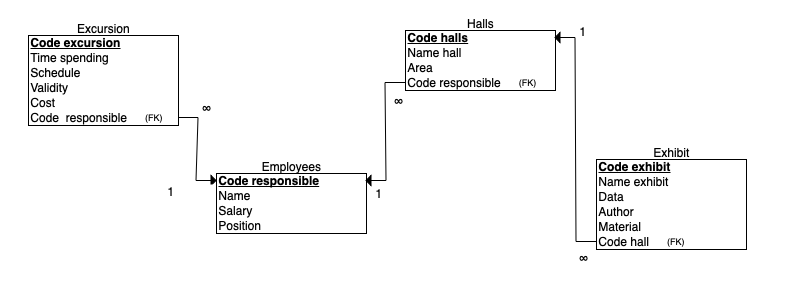 Excursion
Code excursion
Time spending
Schedule
Validity
Cost
Code responsible (FK)
∞
1
Halls
Code halls
Name hall
Area
Code responsible (FK)
∞
1
1
Employees
Code responsible
Name
Salary
Position
Exhibit
Code exhibit
Name exhibit
Data
Author
Material
Code hall (FK)
∞